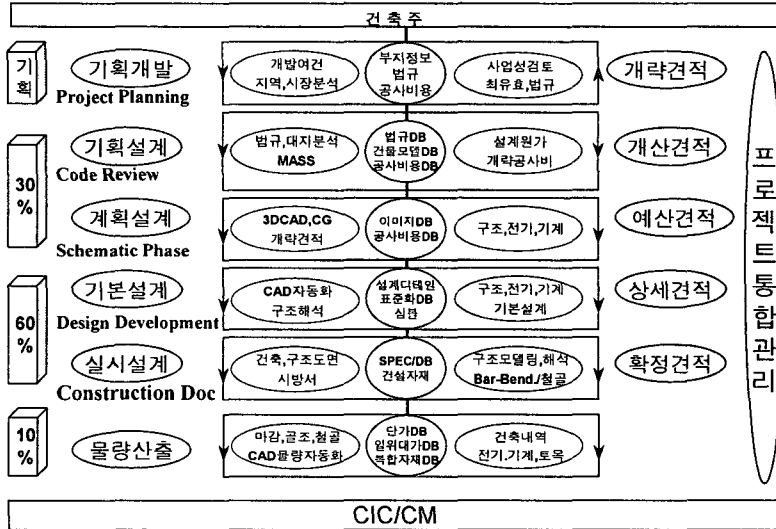 건 축 주
기획
기획개발
Project Planning
개발여건
지역,시장분석
부지정보
법규
공사비용
사업성검토
최유효,법규
개략견적
30
%
기획설계
Code Review
법규,대지분석
MASS
법규DB
건물모델DB
공사비용DB
설계원가
개략공사비
개산견적
계획설계
Schematic Phase
3DCAD,CG
개략견적
이미지DB
공사비용DB
구조,전기,기계
예산견적
60
%
기본설계
Design Development
CAD자동화
구조해석
설계디테일
표준화DB
심판
구조,전기,기계
기본설계
상세견적
실시설계
Construction Doc
건축,구조도면
시방서
SPEC/DB
건설자재
구조모델링,해석
Bar-Bend./철골
확정견적
10
%
물량산출
마감,골조,철골
CAD물량자동화
단가DB
일위대가DB
복합자재DB
건축내역
전기.기계,토목
프로젝트통합관리
CIC/CM